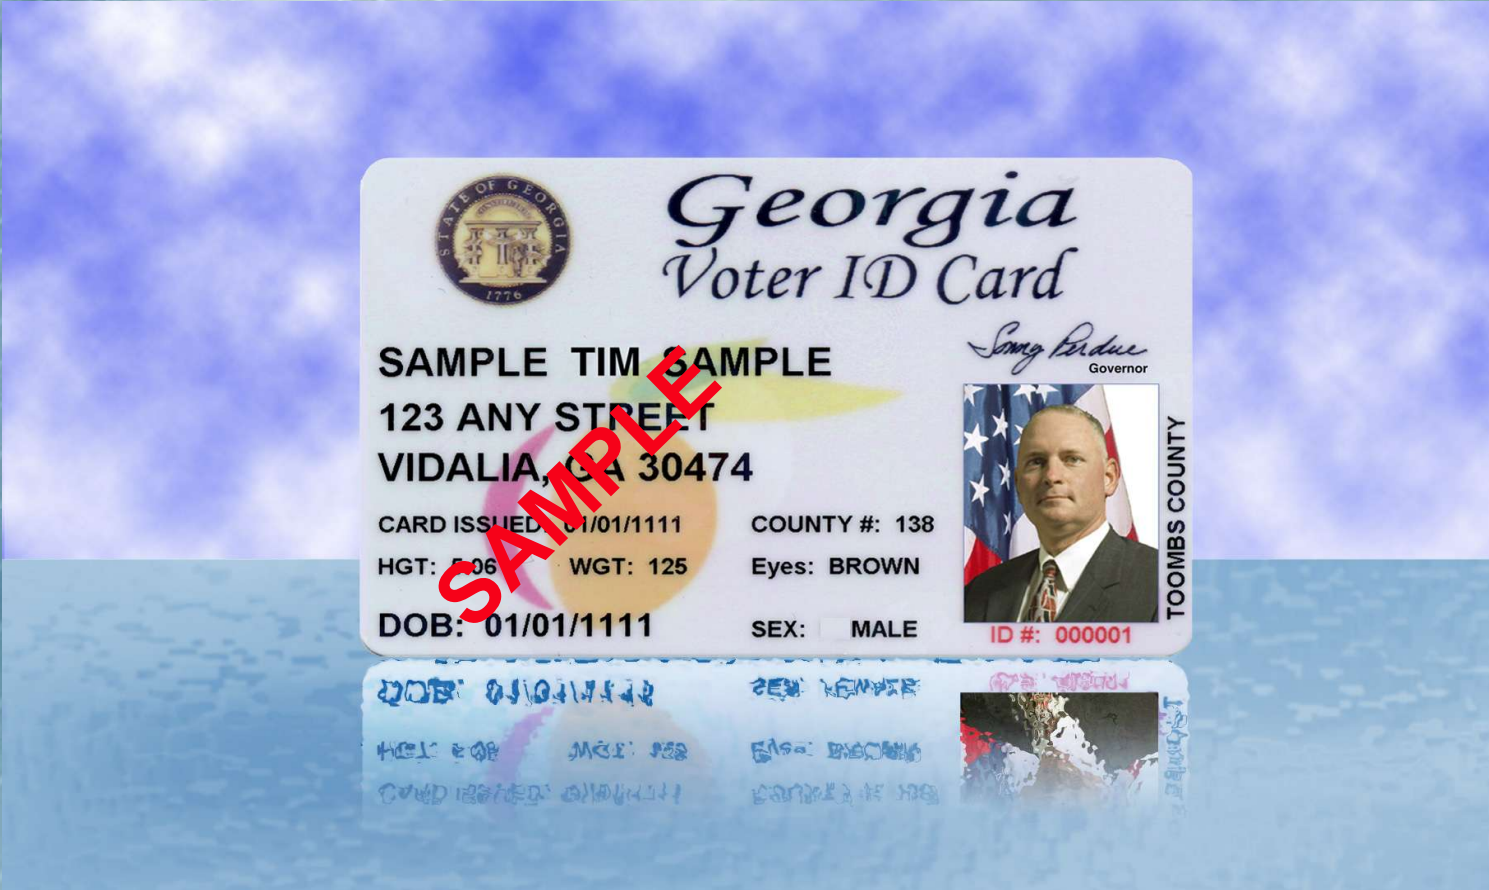 STATE OF GEORGIA
1776
Georgia
Voter ID Card
Sonny Perdue
Governor
SAMPLE TIM SAMPLE
123 ANY STREET
VIDALIA, GA 30474
SAMPLE
CARD ISSUED: 01/01/1111 COUNTY #: 138
HGT: 5 06 WGT: 125 Eyes: BROWN
DOB: 01/01/1111 SEX: MALE
ID #: 000001
TOOMBS COUNTY